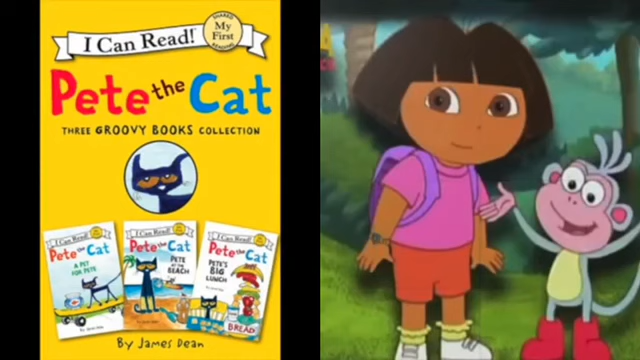 I Can Read!
SHARED
My
First
READING
Pete the Cat
THREE GROOVY BOOKS COLLECTION
I Can Read!
Pete the Cat
A PET
FOR PETE
I Can Read!
Pete the Cat
PETE
AT THE
BEACH
I Can Read!
Pete the Cat
PETE'S
BIG
LUNCH
BREAD
By James Dean